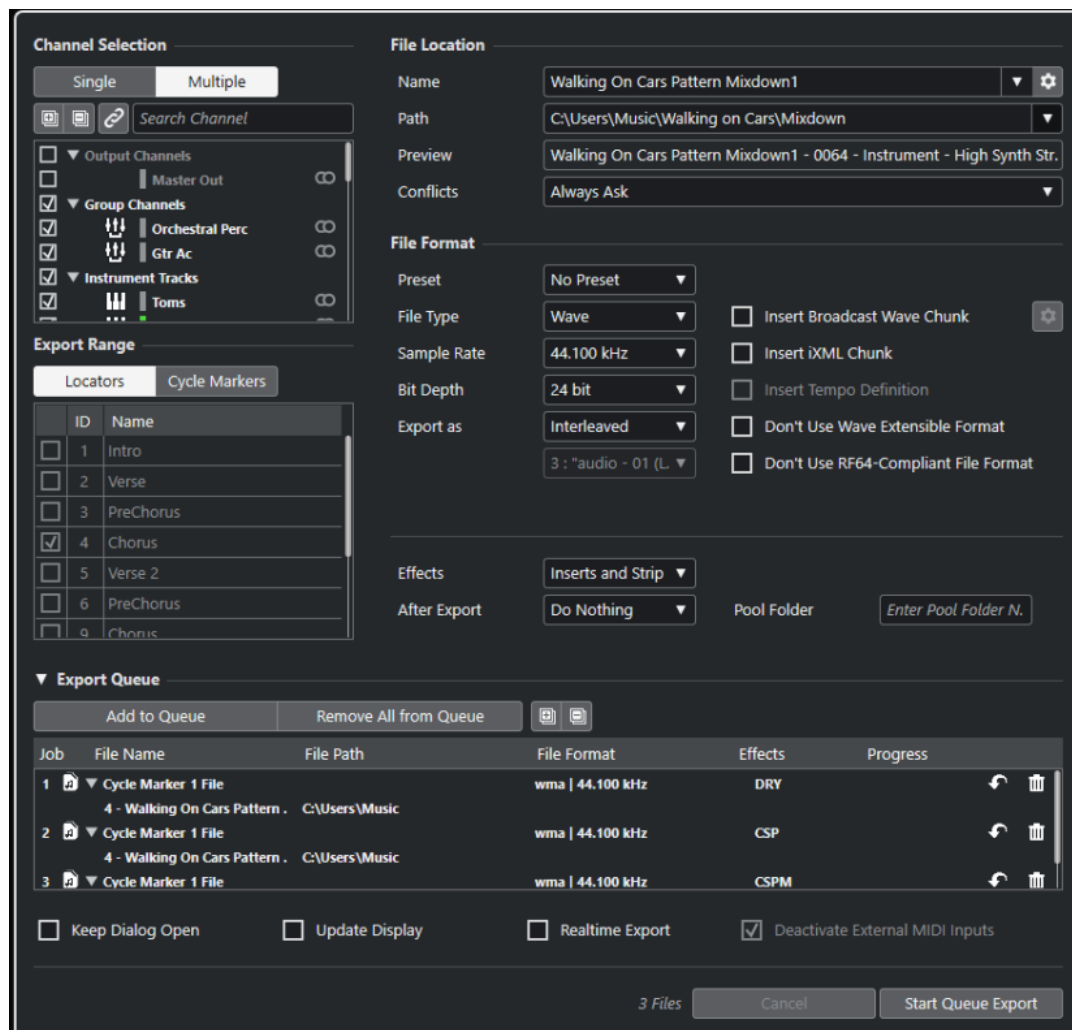 Channel Selection
Single Multiple
Search Channel
Output Channels
Master Out
Group Channels
Orchestral Perc
Gtr Ac
Instrument Tracks
Toms
Export Range
Locators Cycle Markers
ID Name
1 Intro
2 Verse
3 PreChorus
4 Chorus
5 Verse 2
6 PreChorus
9 Chorus
File Location
Name Walking On Cars Pattern Mixdown1
Path C:\Users\Music\Walking on Cars\Mixdown
Preview Walking On Cars Pattern Mixdown1 - 0064 - Instrument - High Synth Str.
Conflicts Always Ask
File Format
Preset No Preset
File Type Wave Insert Broadcast Wave Chunk
Sample Rate 44.100 kHz Insert iXML Chunk
Bit Depth 24 bit Insert Tempo Definition
Export as Interleaved Don't Use Wave Extensible Format
3 : "audio - 01 (L. Don't Use RF64-Compliant File Format
Effects Inserts and Strip
After Export Do Nothing Pool Folder Enter Pool Folder N.
Export Queue
Add to Queue Remove All from Queue
Job File Name File Path File Format Effects Progress
1 Cycle Marker 1 File wma | 44.100 kHz DRY
4 - Walking On Cars Pattern . C:\Users\Music
2 Cycle Marker 1 File wma | 44.100 kHz CSP
4 - Walking On Cars Pattern . C:\Users\Music
3 Cycle Marker 1 File wma | 44.100 kHz CSPM
Keep Dialog Open Update Display Realtime Export Deactivate External MIDI Inputs
3 Files Cancel Start Queue Export